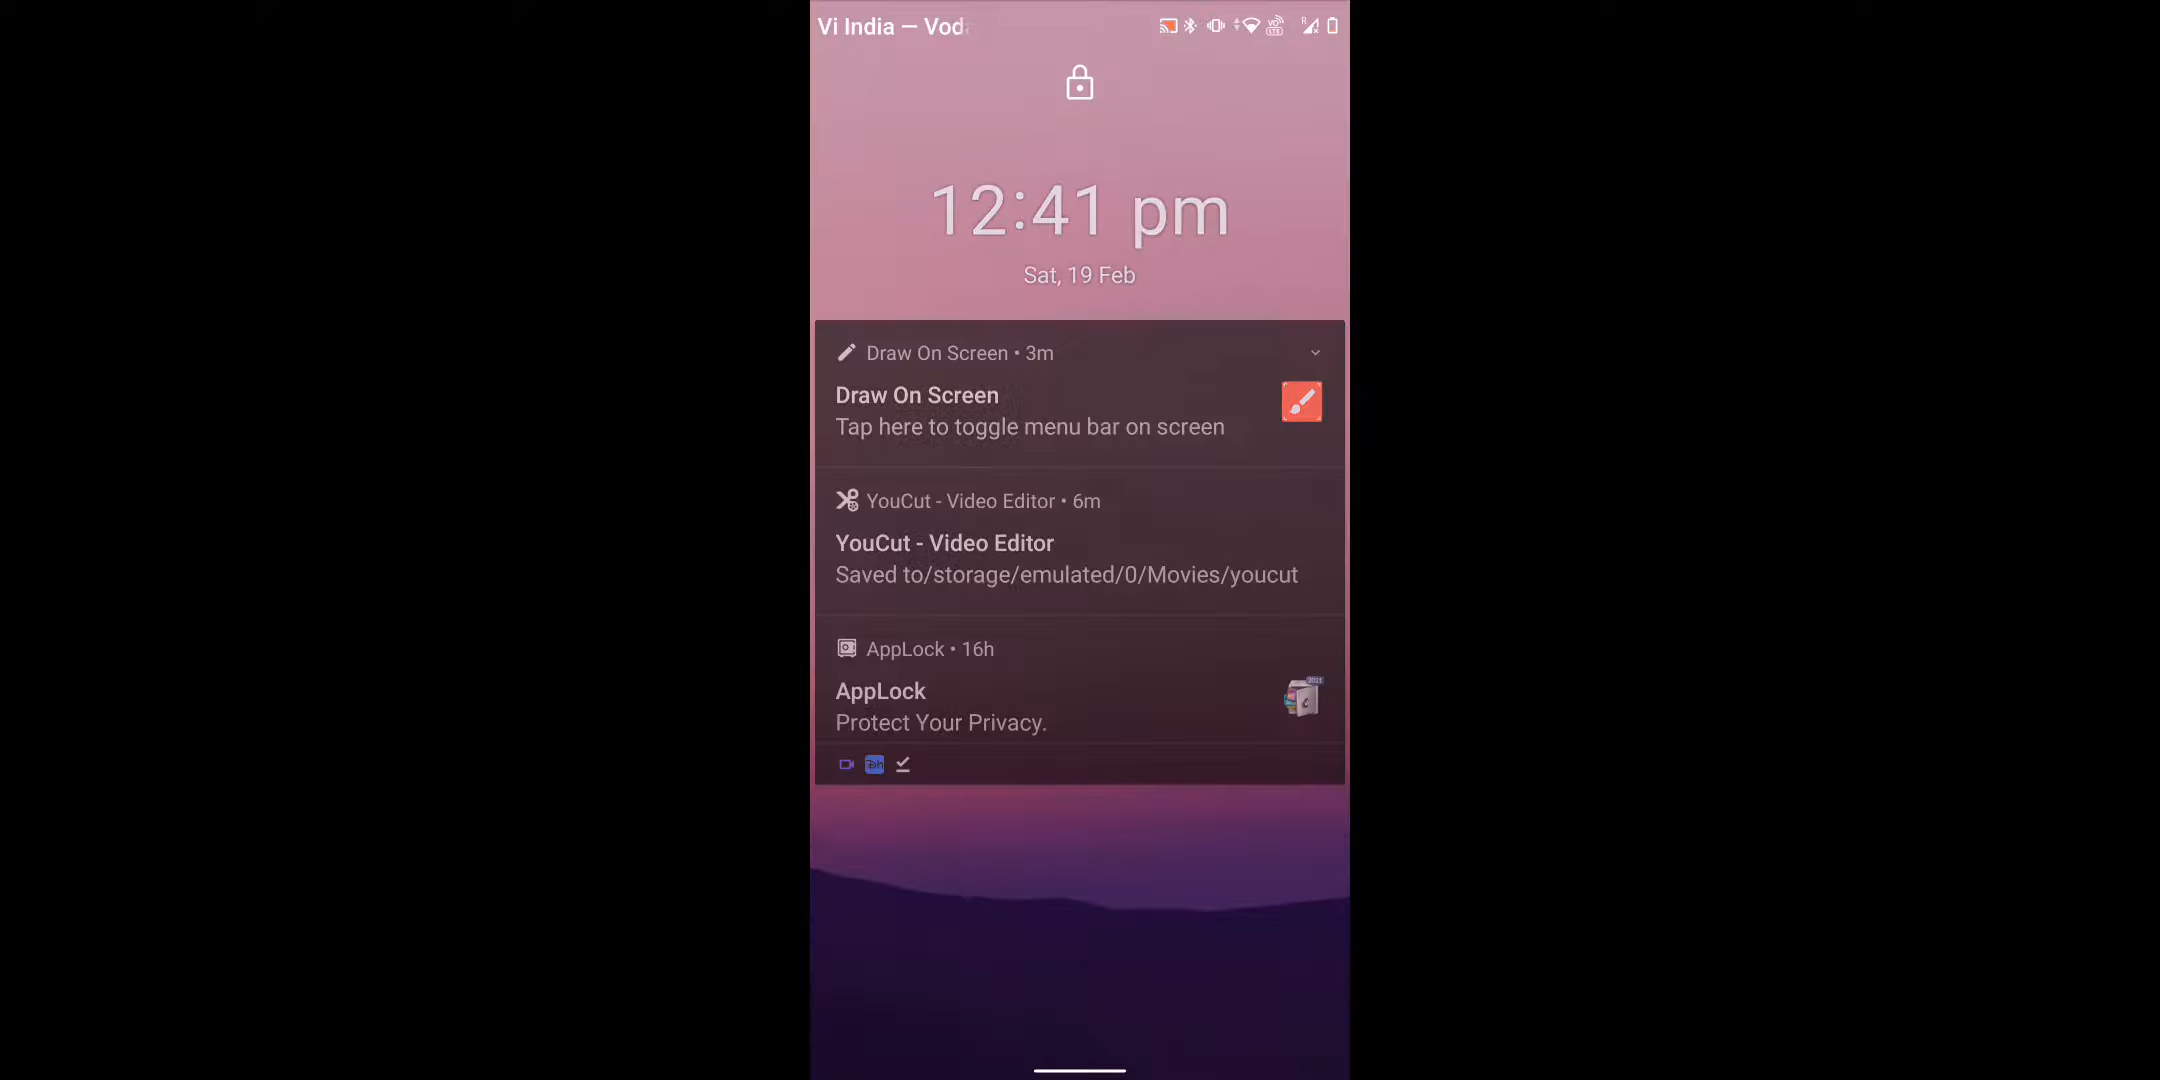 Vi India — Vod
12:41 pm
Sat, 19 Feb
Draw On Screen • 3m
Draw On Screen
Tap here to toggle menu bar on screen
YouCut - Video Editor • 6m
YouCut - Video Editor
Saved to/storage/emulated/0/Movies/youcut
AppLock • 16h
AppLock
Protect Your Privacy.